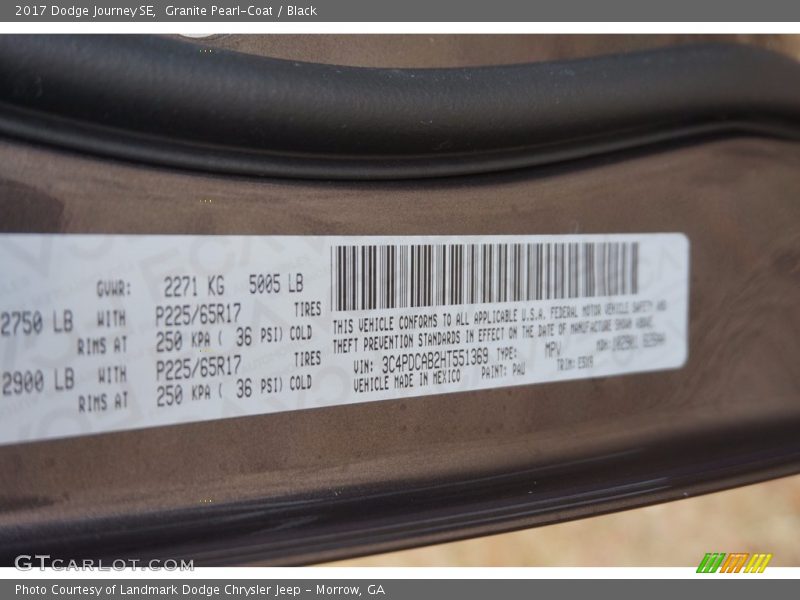 2017 Dodge Journey SE, Granite Pearl-Coat / Black
GVWR: 2271 KG 5005 LB
2750 LB WITH P225/65R17 TIRES
RIMS AT 250 KPA ( 36 PSI) COLD
2900 LB WITH P225/65R17 TIRES
RIMS AT 250 KPA ( 36 PSI) COLD
THIS VEHICLE CONFORMS TO ALL APPLICABLE U.S.A. FEDERAL MOTOR VEHICLE SAFETY AND
THEFT PREVENTION STANDARDS IN EFFECT ON THE DATE OF MANUFACTURE SHOWN ABOVE.
VIN: 3C4PDCAB2HT551369 TYPE: MPV MDH:
VEHICLE MADE IN MEXICO PAINT: PAU TRIM:
GTCARLOT.COM
Photo Courtesy of Landmark Dodge Chrysler Jeep - Morrow, GA